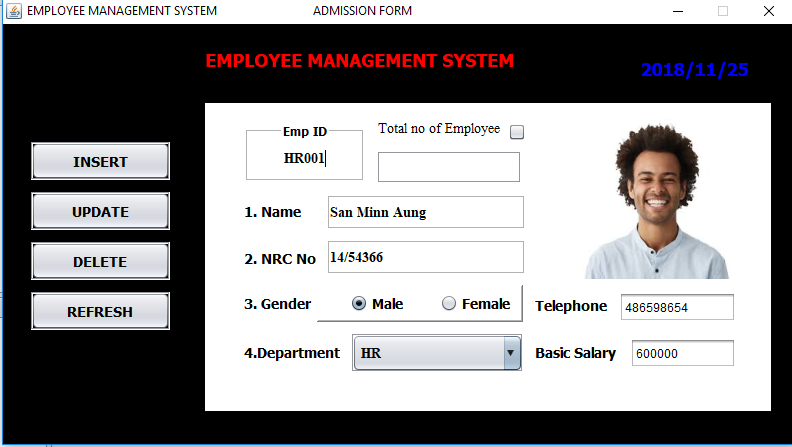 EMPLOYEE MANAGEMENT SYSTEM ADMISSION FORM
EMPLOYEE MANAGEMENT SYSTEM
2018/11/25
Emp ID
HR001
Total no of Employee
INSERT
UPDATE
DELETE
REFRESH
1. Name San Minn Aung
2. NRC No 14/54366
3. Gender Male Female Telephone 486598654
4.Department HR Basic Salary 600000